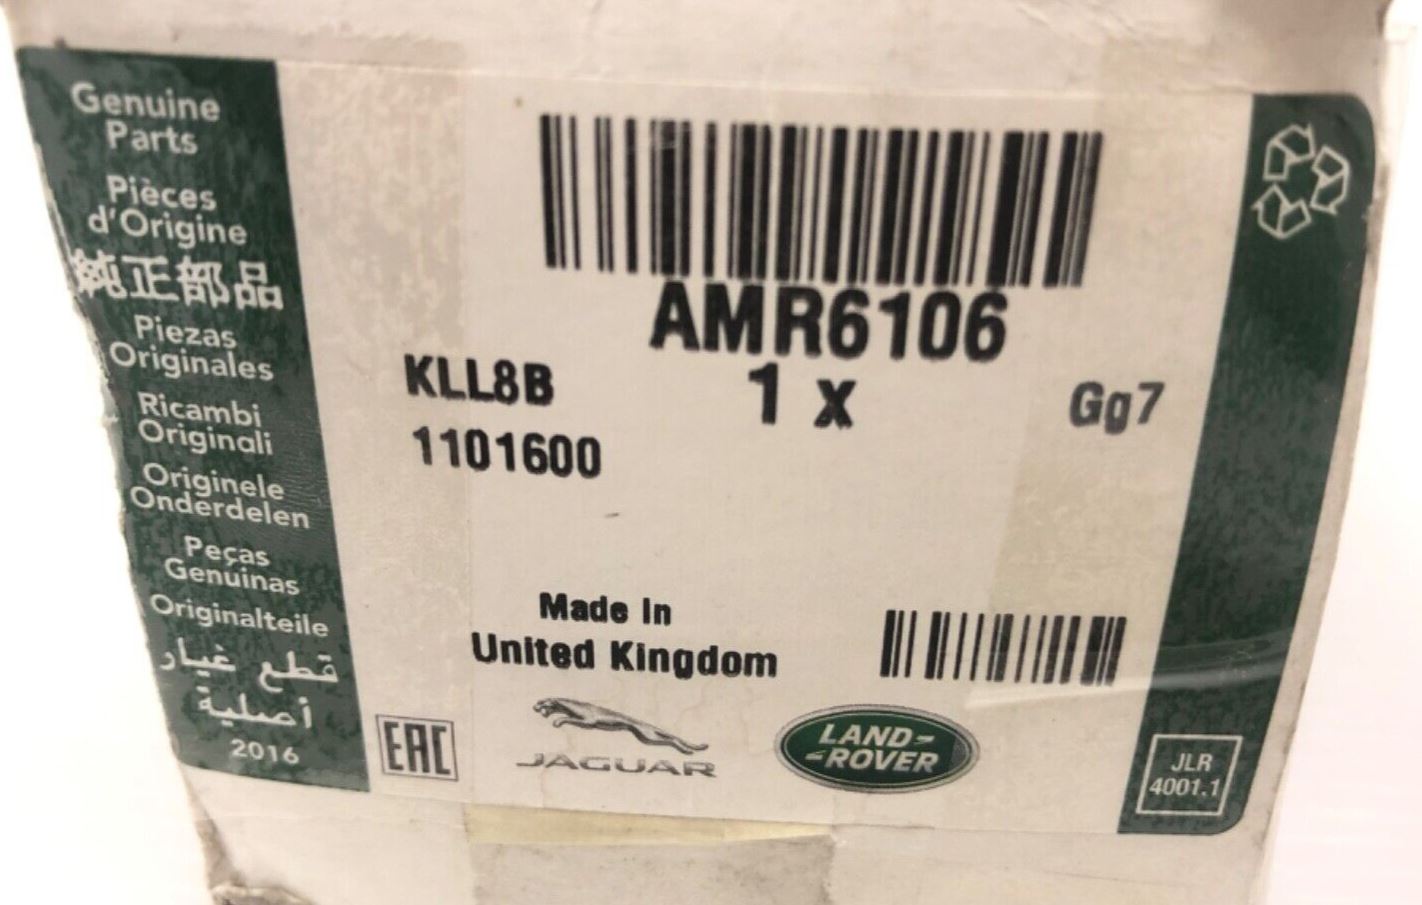 Genuine
Parts
Pièces
d'Origine
純正部品
Piezas
Originales
Ricambi
Originali
Originele
Onderdelen
Peças
Genuinas
Originalteile
قطع غيار
أصلية
2016
AMR6106
KLL8B
1 x
Gg7
1101600
Made In
United Kingdom
EAC
JAGUAR
LAND-
-ROVER
JLR
4001.1